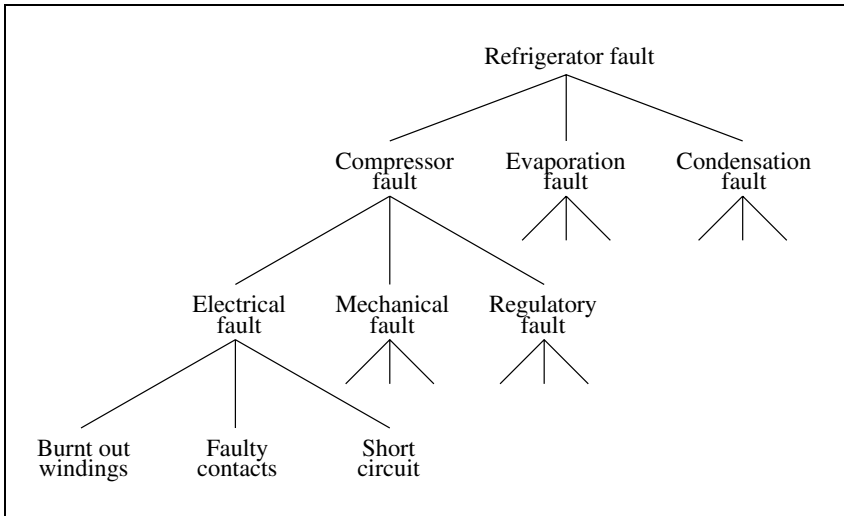 Refrigerator fault
Compressor
fault
Evaporation
fault
Condensation
fault
Electrical
fault
Mechanical
fault
Regulatory
fault
Burnt out
windings
Faulty
contacts
Short
circuit